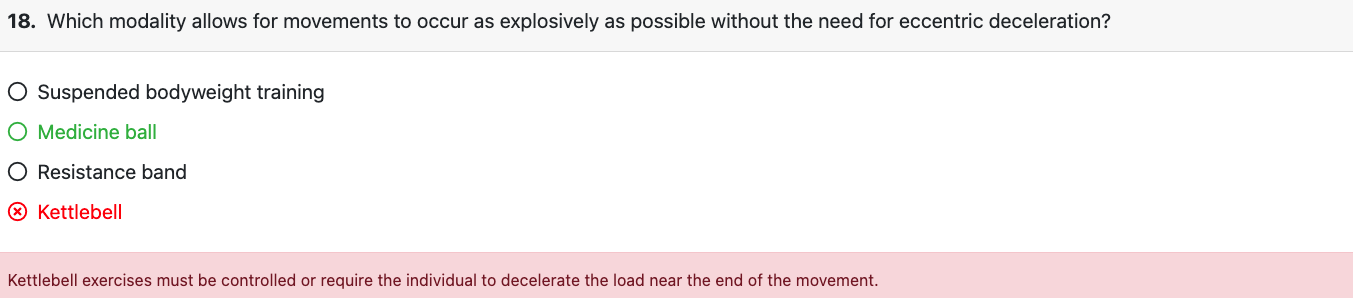 18. Which modality allows for movements to occur as explosively as possible without the need for eccentric deceleration?
Suspended bodyweight training
Medicine ball
Resistance band
Kettlebell
Kettlebell exercises must be controlled or require the individual to decelerate the load near the end of the movement.